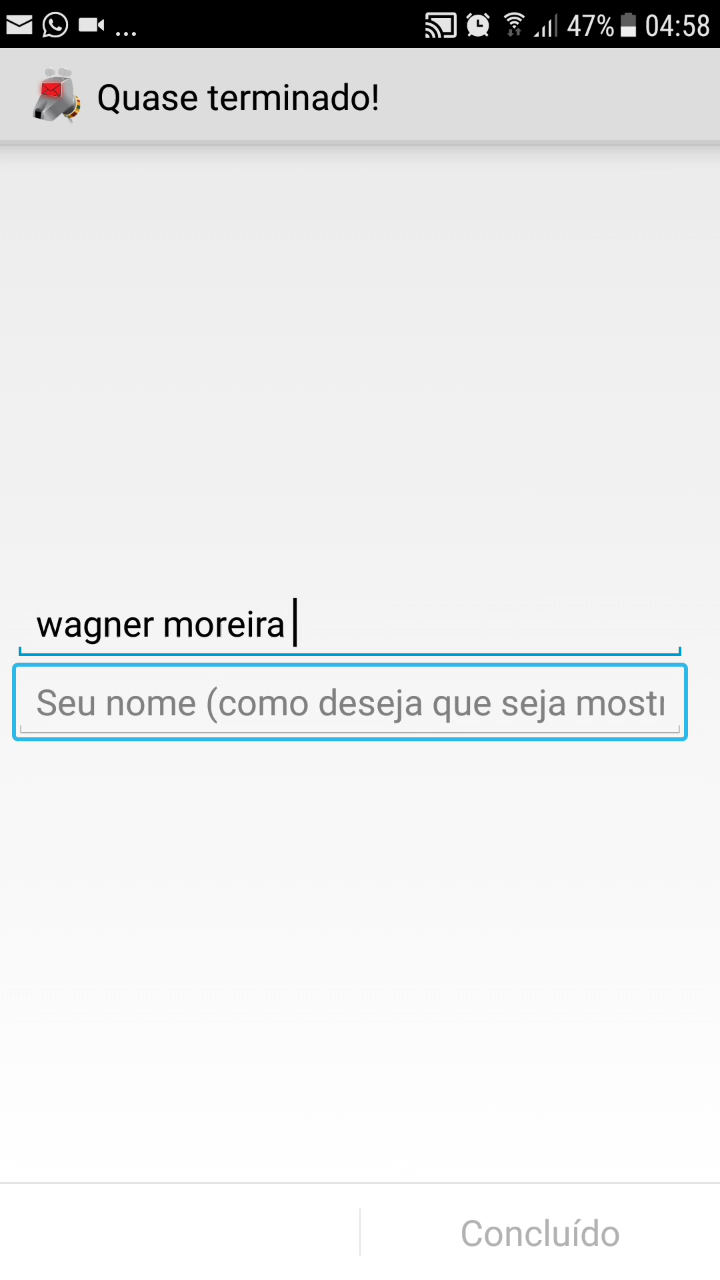 ... 47% 04:58
Quase terminado!
wagner moreira
Seu nome (como deseja que seja most
Concluído